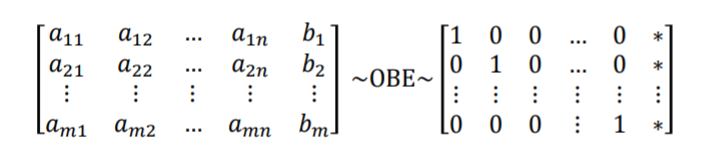 [a₁₁ a₁₂ … a₁ₙ b₁] [1 0 0 … 0 *]
[a₂₁ a₂₂ … a₂ₙ b₂] ~OBE~ [0 1 0 … 0 *]
[⋮ ⋮ ⋮ ⋮ ⋮] [⋮ ⋮ ⋮ ⋮ ⋮ ⋮]
[aₘ₁ aₘ₂ … aₘₙ bₘ] [0 0 0 ⋮ 1 *]